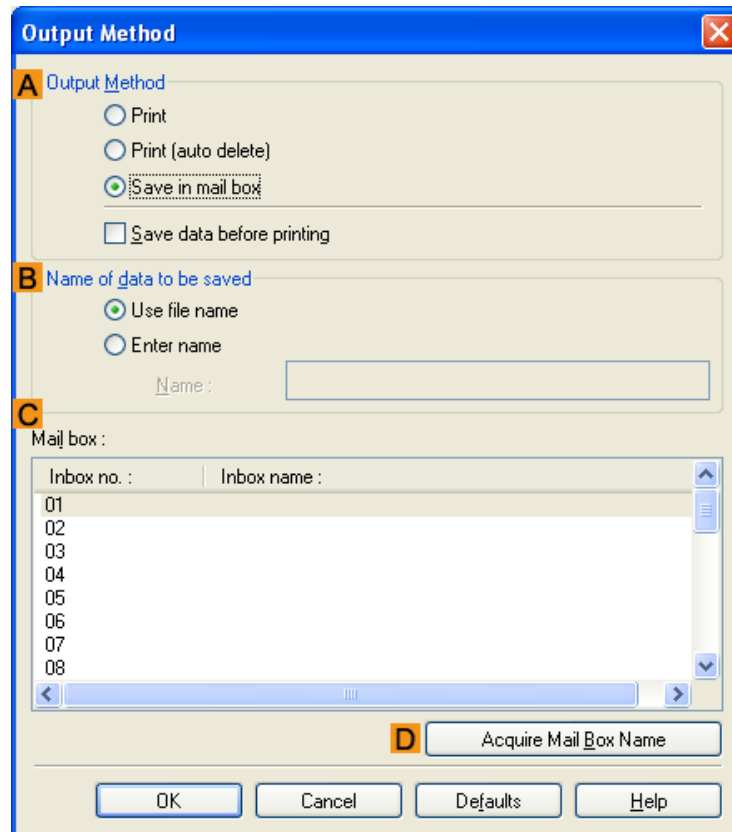 Output Method
A Output Method
Print
Print (auto delete)
Save in mail box
Save data before printing
B Name of data to be saved
Use file name
Enter name
Name :
C
Mail box :
Inbox no. : Inbox name :
01
02
03
04
05
06
07
08
D Acquire Mail Box Name
OK Cancel Defaults Help